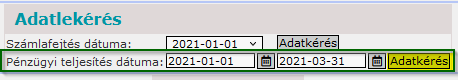 Adatlekérés
Számlafejtés dátuma: 2021-01-01 Adatkérés
Pénzügyi teljesítés dátuma: 2021-01-01 2021-03-31 Adatkérés